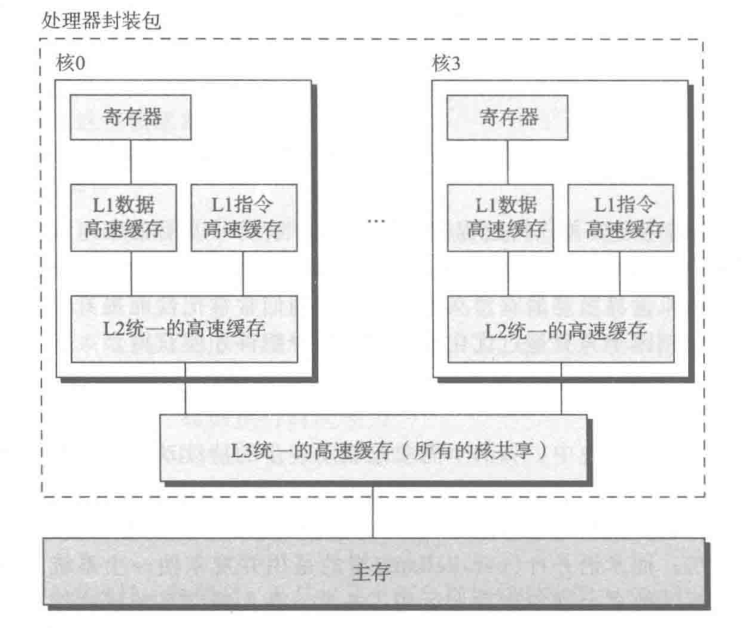 处理器封装包
核0
核3
寄存器
寄存器
L1数据
高速缓存
L1指令
高速缓存
...
L1数据
高速缓存
L1指令
高速缓存
L2统一的高速缓存
L2统一的高速缓存
L3统一的高速缓存（所有的核共享）
主存